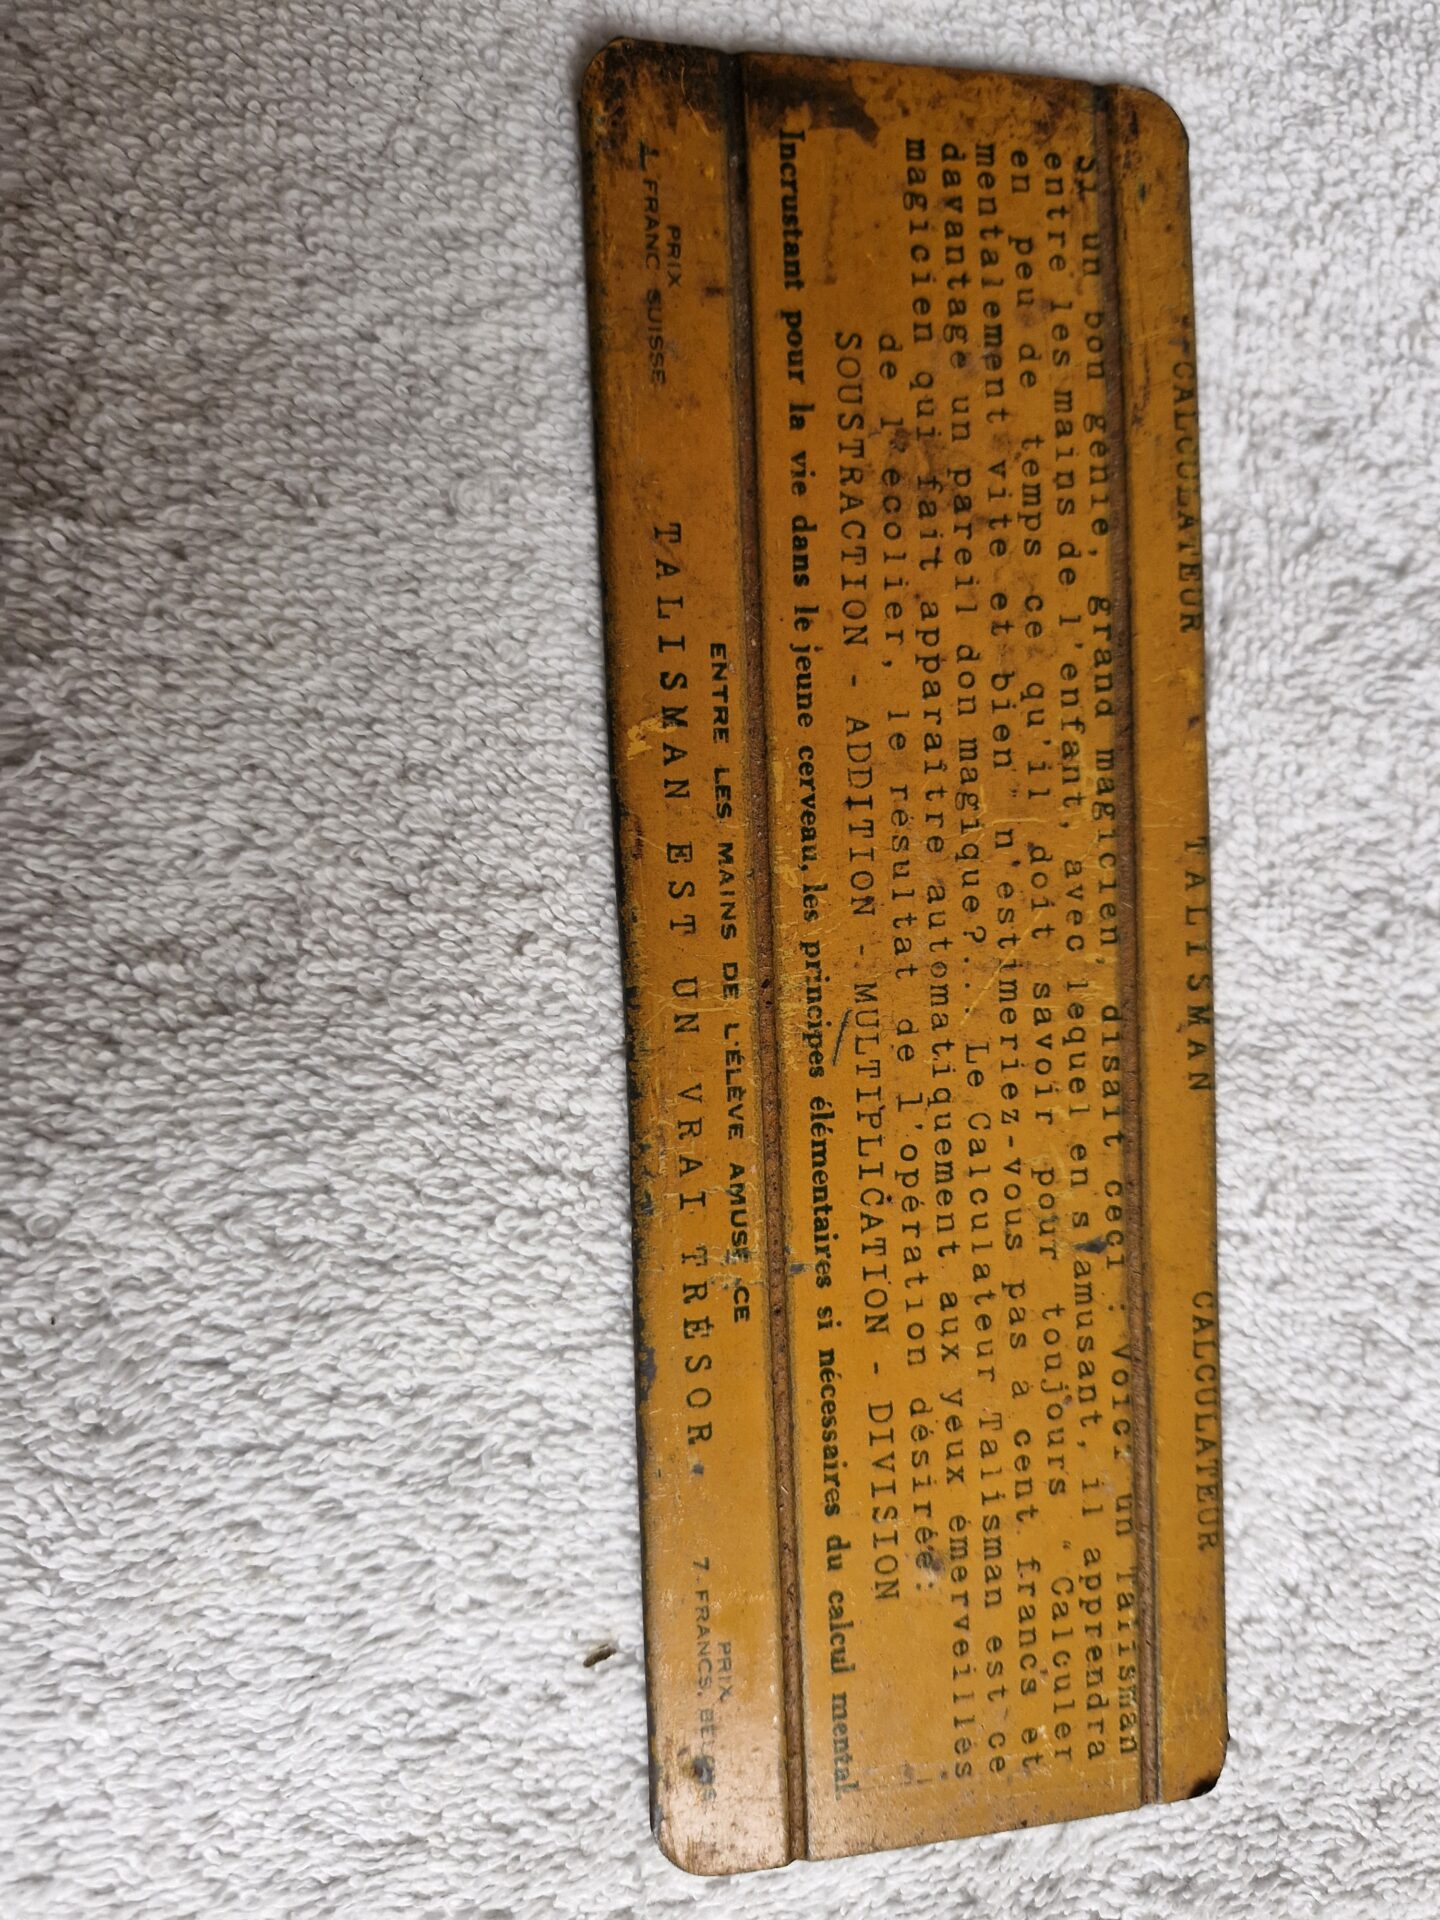 CALCULATEUR TALISMAN CALCULATEUR
Si un bon génie, grand magicien, disait ceci : Voici un Talisman
entre les mains de l'enfant, avec lequel en s'amusant, il apprendra
en peu de temps ce qu'il doit savoir pour toujours "Calculer
mentalement vite et bien" n'estimeriez-vous pas à cent francs et
davantage un pareil don magique?... Le Calculateur Talisman est ce
magicien qui fait apparaître automatiquement aux yeux émerveillés
de l'écolier, le résultat de l'opération désirée:
SOUSTRACTION - ADDITION - MULTIPLICATION - DIVISION
Incrustant pour la vie dans le jeune cerveau, les principes élémentaires si nécessaires du calcul mental.
ENTRE LES MAINS DE L'ÉLÈVE AMUSÉ CE
TALISMAN EST UN VRAI TRÉSOR.
PRIX
1 FRANC SUISSE
PRIX
7 FRANCS, BELGES